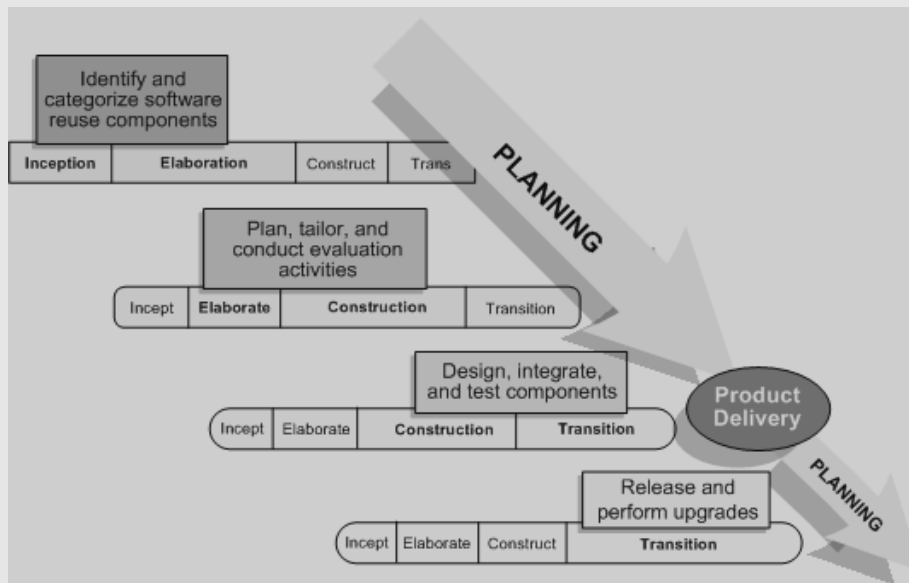 Identify and
categorize software
reuse components
Inception Elaboration Construct Trans
PLANNING
Plan, tailor, and
conduct evaluation
activities
Incept Elaborate Construction Transition
Design, integrate,
and test components
Product
Delivery
Incept Elaborate Construction Transition
PLANNING
Release and
perform upgrades
Incept Elaborate Construct Transition